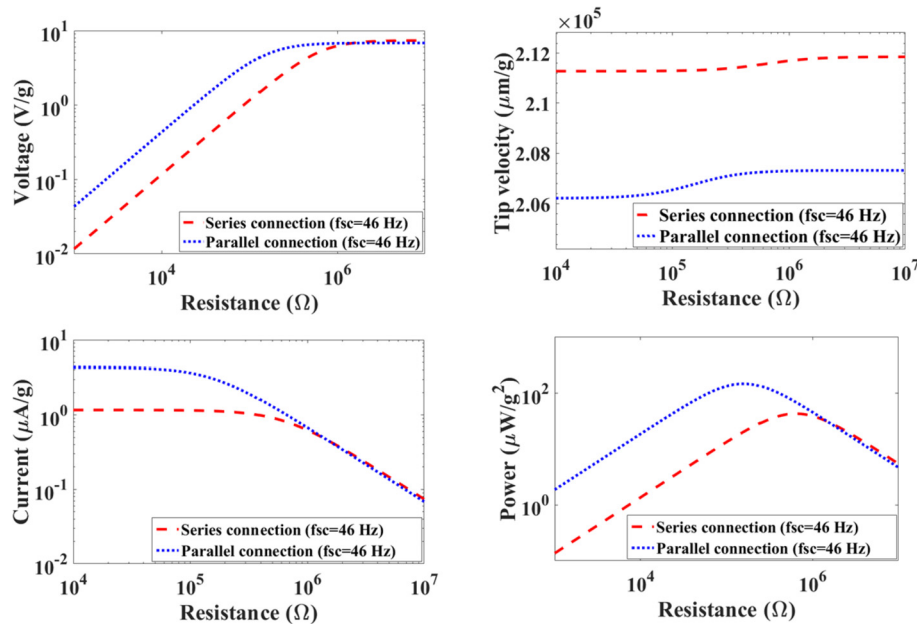 10^1
10^0
10^-1
10^-2
Voltage (V/g)
Series connection (fsc=46 Hz)
Parallel connection (fsc=46 Hz)
10^4
10^6
Resistance (Ω)
×10^5
2.112
2.11
2.08
2.06
Tip velocity (μm/g)
Series connection (fsc=46 Hz)
Parallel connection (fsc=46 Hz)
10^4
10^5
10^6
10^7
Resistance (Ω)
10^1
10^0
10^-1
10^-2
Current (μA/g)
Series connection (fsc=46 Hz)
Parallel connection (fsc=46 Hz)
10^4
10^5
10^6
10^7
Resistance (Ω)
10^2
10^0
Power (μW/g^2)
Series connection (fsc=46 Hz)
Parallel connection (fsc=46 Hz)
10^4
10^6
Resistance (Ω)